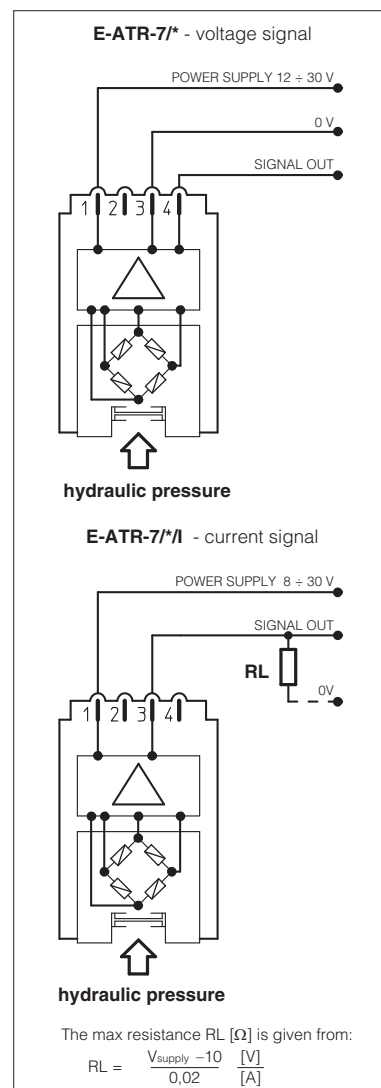 E-ATR-7/* - voltage signal
POWER SUPPLY 12 ÷ 30 V
0 V
SIGNAL OUT
1 2 3 4
hydraulic pressure
E-ATR-7/*/I - current signal
POWER SUPPLY 8 ÷ 30 V
SIGNAL OUT
RL
0V
1 2 3 4
hydraulic pressure
The max resistance RL [Ω] is given from:
RL = Vsupply –10 [V]
0,02 [A]